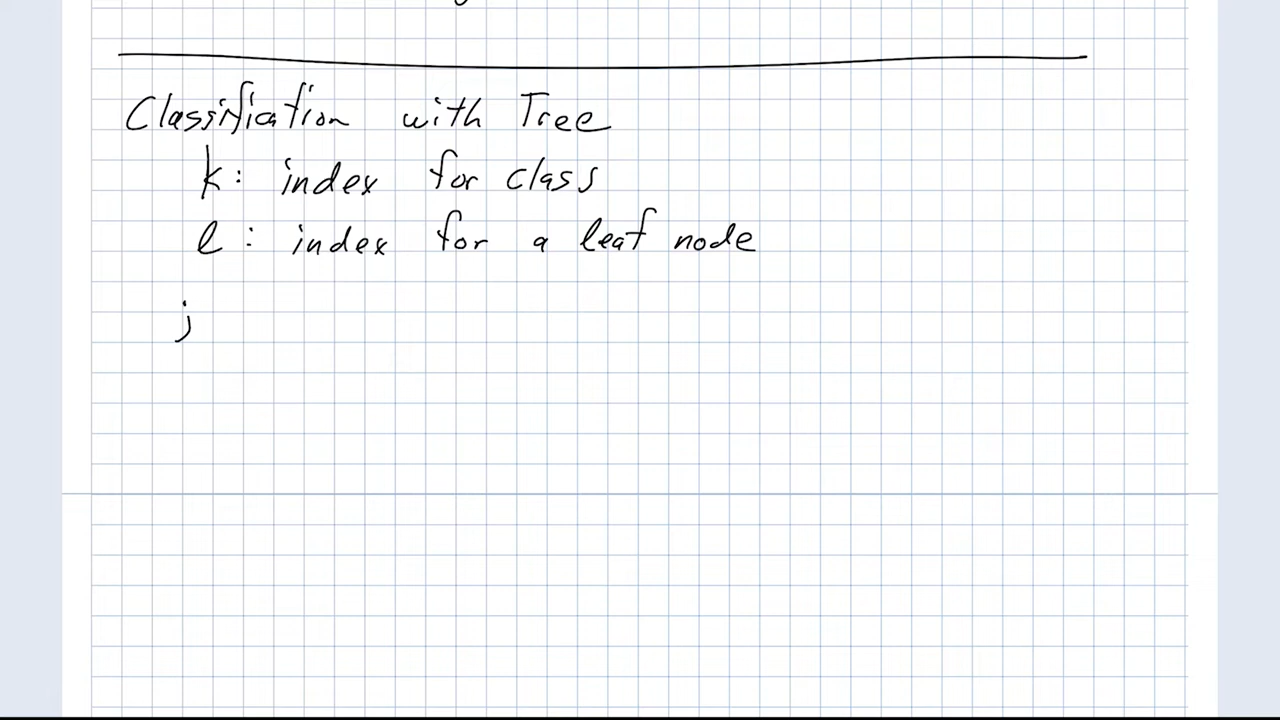 Classification with Tree
k: index for class
l: index for a leaf node
j